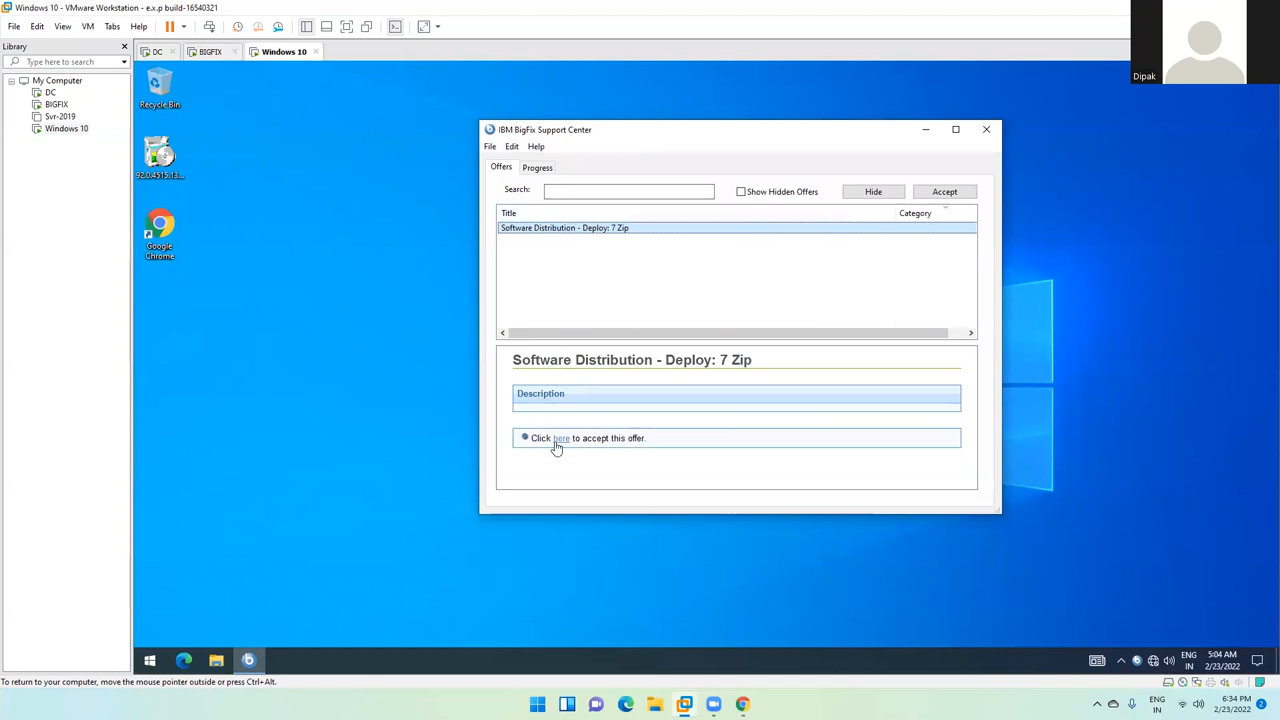 Windows 10 - VMware Workstation - e.x.p build-16540321
File Edit View VM Tabs Help
Library
Type here to search
My Computer
DC
BIGFIX
Svr-2019
Windows 10
DC
BIGFIX
Windows 10
Dipak
Recycle Bin
92.0.4515.13...
Google
Chrome
IBM BigFix Support Center
File Edit Help
Offers Progress
Search: Show Hidden Offers Hide Accept
Title Category
Software Distribution - Deploy: 7 Zip
Software Distribution - Deploy: 7 Zip
Description
Click here to accept this offer.
ENG
IN
5:04 AM
2/23/2022
To return to your computer, move the mouse pointer outside or press Ctrl+Alt.
ENG
IN
6:34 PM
2/23/2022
2